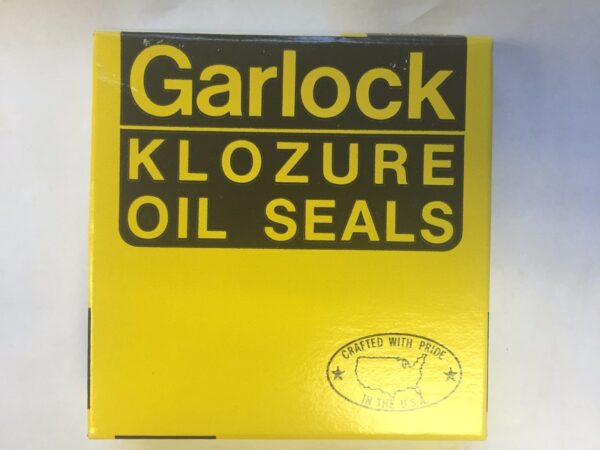 Garlock
KLOZURE
OIL SEALS
CRAFTED WITH PRIDE
IN THE U.S.A